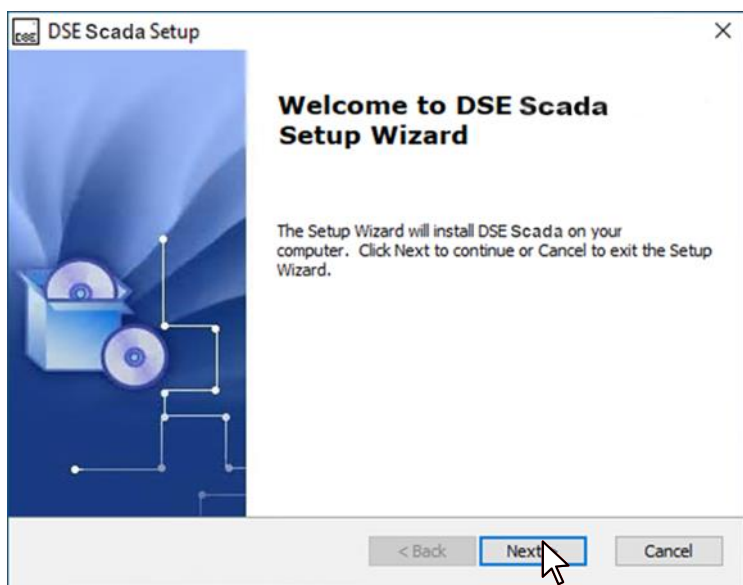 DSE
DSE Scada Setup
Welcome to DSE Scada
Setup Wizard
The Setup Wizard will install DSE Scada on your
computer. Click Next to continue or Cancel to exit the Setup
Wizard.
< Back
Next
Cancel